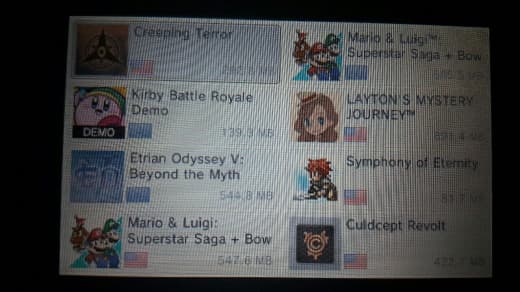 Creeping Terror
Kirby Battle Royale
Demo
DEMO
139.3 MB
Etrian Odyssey V:
Beyond the Myth
544.8 MB
Mario & Luigi:
Superstar Saga + Bow
547.6 MB
Mario & Luigi™:
Superstar Saga + Bow
LAYTON'S MYSTERY
JOURNEY™
Symphony of Eternity
Culdcept Revolt